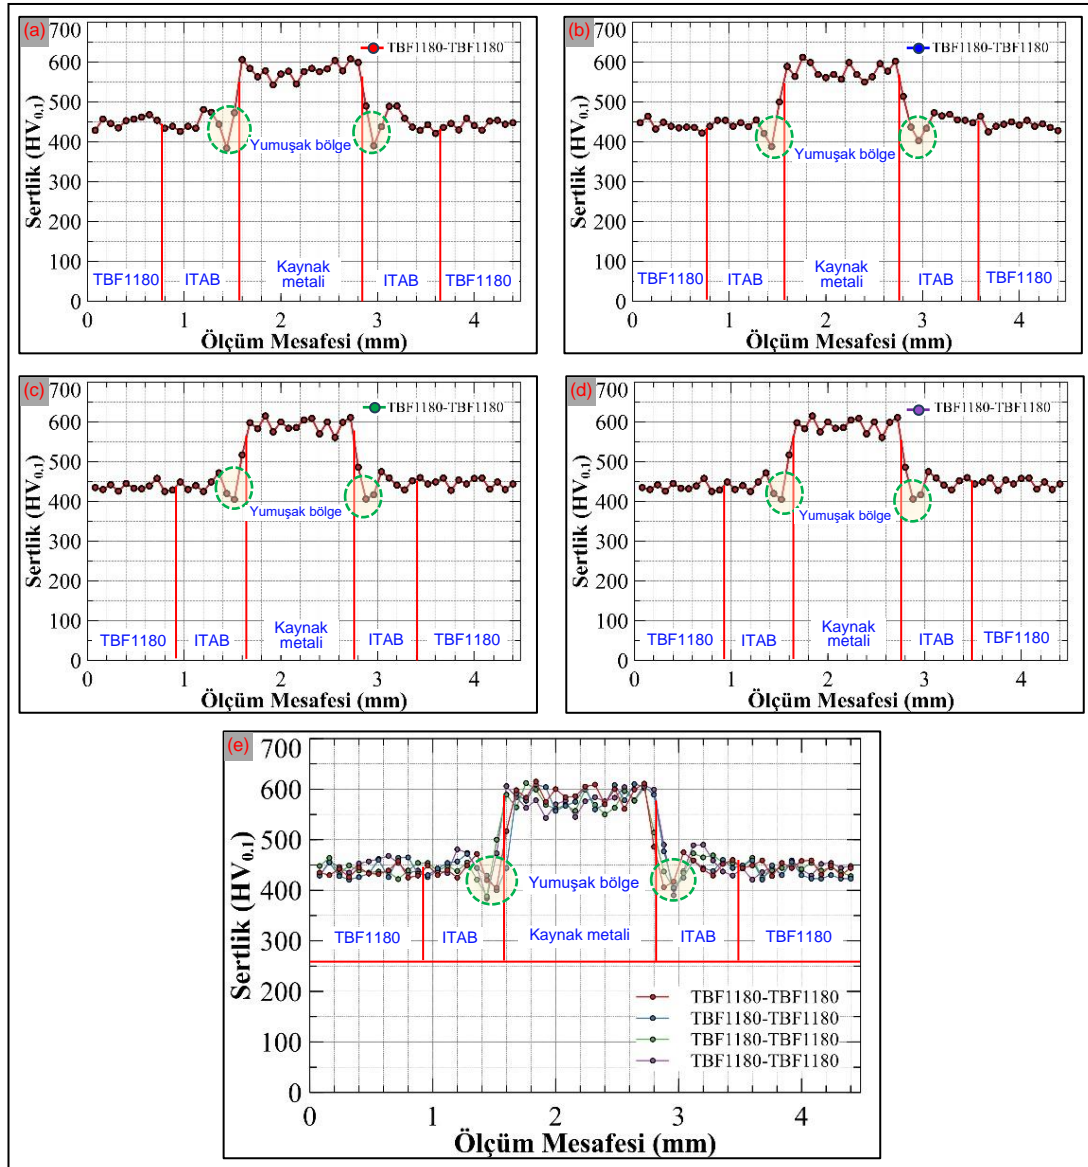 (a)
TBF1180-TBF1180
Sertlik (HV0.1)
700
600
500
400
300
200
100
0
Yumuşak bölge
TBF1180
ITAB
Kaynak
metali
ITAB
TBF1180
0 1 2 3 4
Ölçüm Mesafesi (mm)
(b)
TBF1180-TBF1180
Sertlik (HV0.1)
700
600
500
400
300
200
100
0
Yumuşak bölge
TBF1180
ITAB
Kaynak
metali
ITAB
TBF1180
0 1 2 3 4
Ölçüm Mesafesi (mm)
(c)
TBF1180-TBF1180
Sertlik (HV0.1)
700
600
500
400
300
200
100
0
Yumuşak bölge
TBF1180
ITAB
Kaynak
metali
ITAB
TBF1180
0 1 2 3 4
Ölçüm Mesafesi (mm)
(d)
TBF1180-TBF1180
Sertlik (HV0.1)
700
600
500
400
300
200
100
0
Yumuşak bölge
TBF1180
ITAB
Kaynak
metali
ITAB
TBF1180
0 1 2 3 4
Ölçüm Mesafesi (mm)
(e)
Sertlik (HV0.1)
700
600
500
400
300
200
150
100
0
Yumuşak bölge
TBF1180
ITAB
Kaynak metali
ITAB
TBF1180
TBF1180-TBF1180
TBF1180-TBF1180
TBF1180-TBF1180
TBF1180-TBF1180
0 1 2 3 4
Ölçüm Mesafesi (mm)